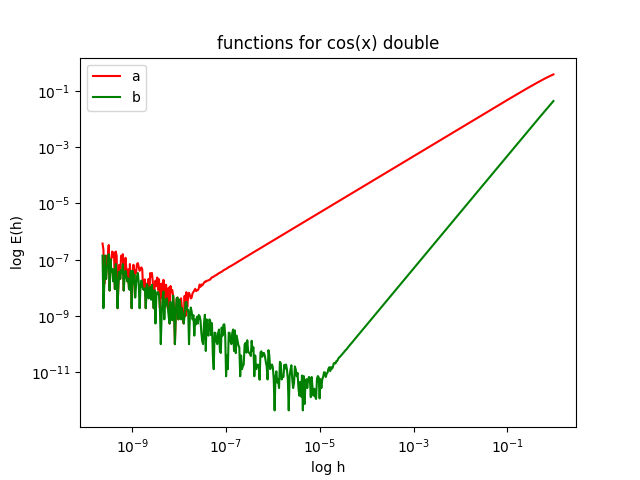 functions for cos(x) double
a
b
log E(h)
10⁻¹
10⁻³
10⁻⁵
10⁻⁷
10⁻⁹
10⁻¹¹
10⁻⁹ 10⁻⁷ 10⁻⁵ 10⁻³ 10⁻¹
log h